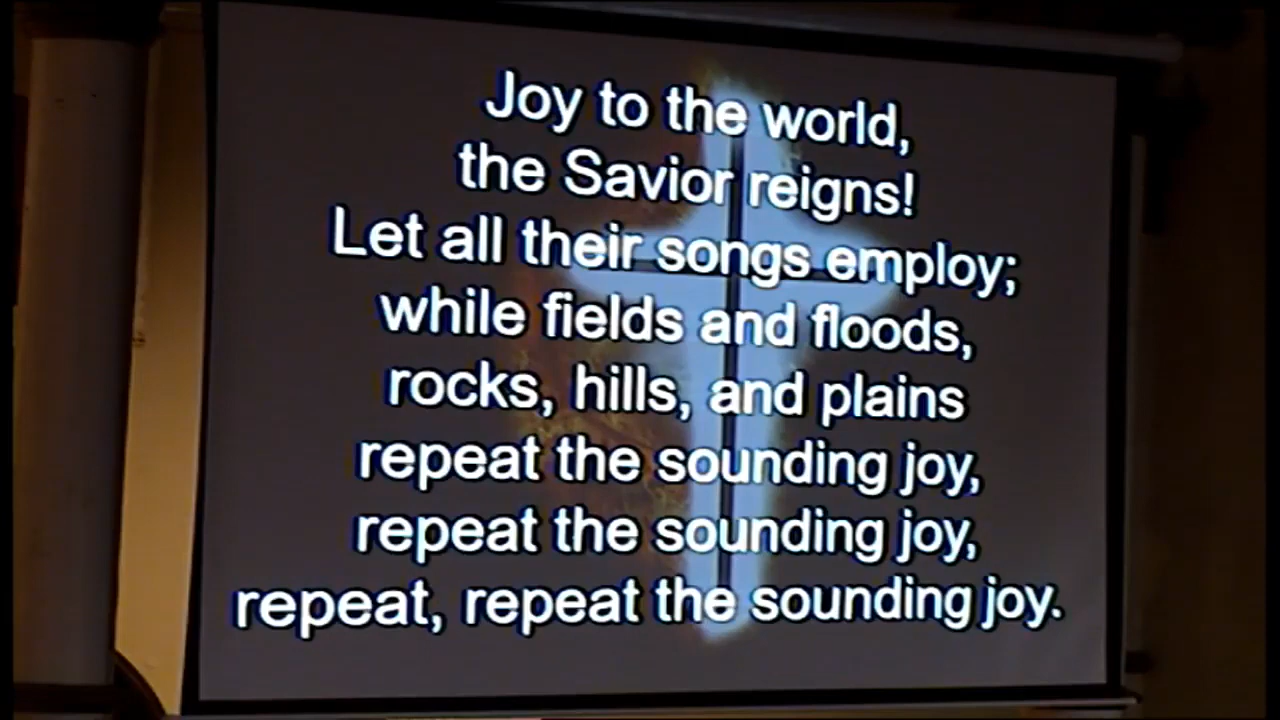 Joy to the world,
the Savior reigns!
Let all their songs employ;
while fields and floods,
rocks, hills, and plains
repeat the sounding joy,
repeat the sounding joy,
repeat, repeat the sounding joy.